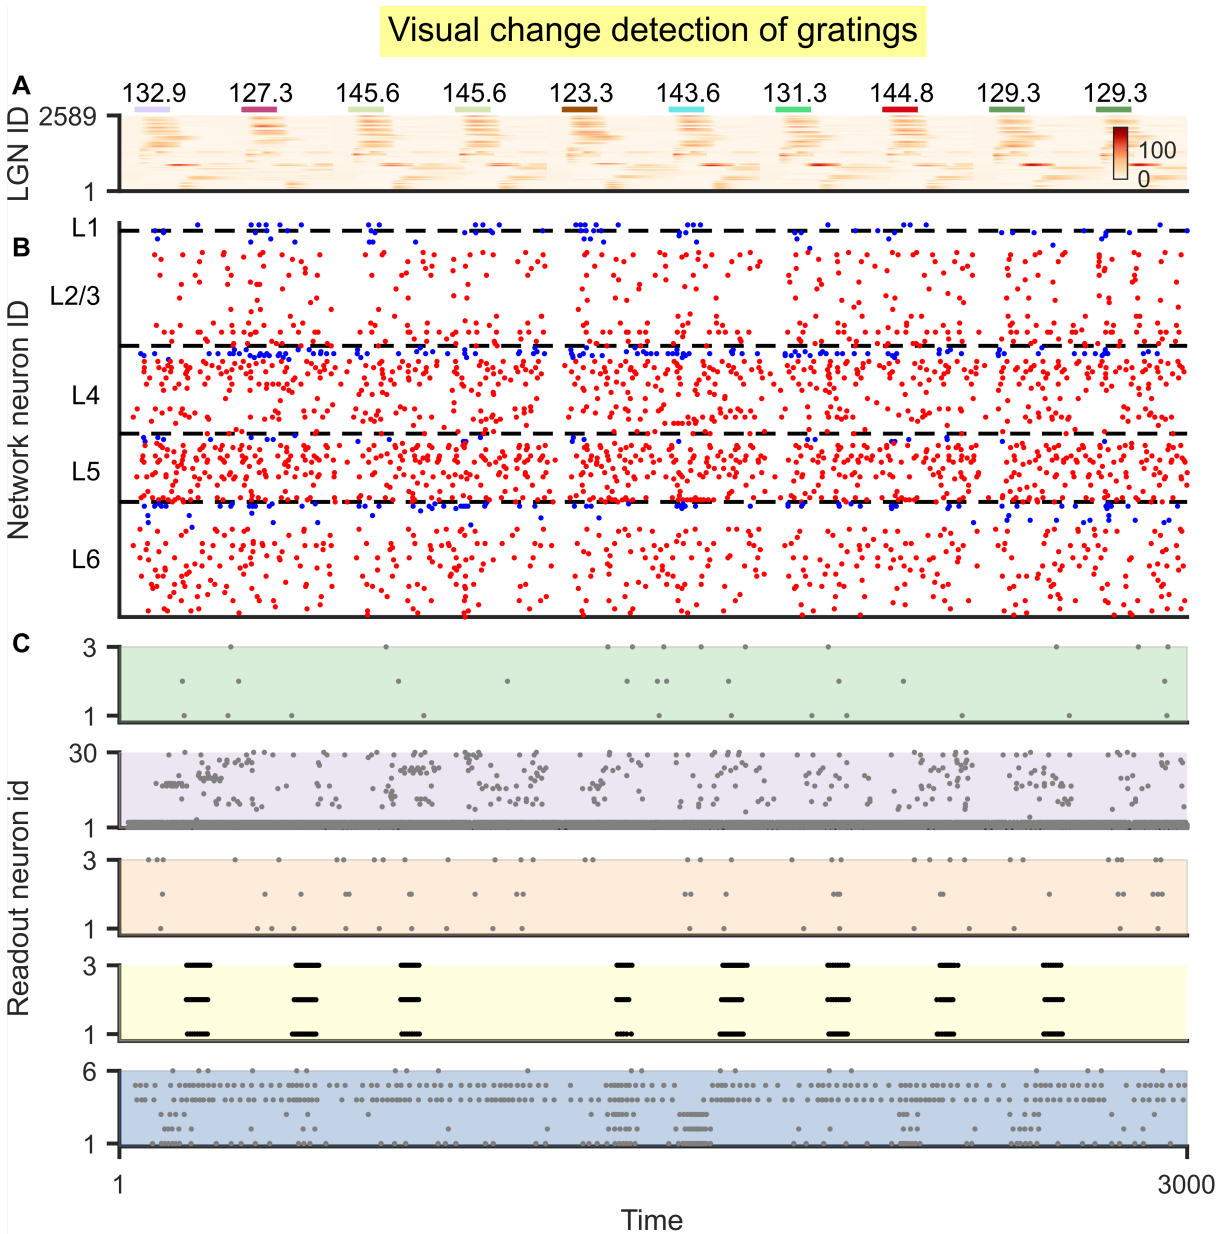 Visual change detection of gratings
A
132.9 127.3 145.6 145.6 123.3 143.6 131.3 144.8 129.3 129.3
LGN ID
2589
1
100
0
B
Network neuron ID
L1
L2/3
L4
L5
L6
C
Readout neuron id
3
1
30
1
3
1
3
1
6
1
1 3000
Time